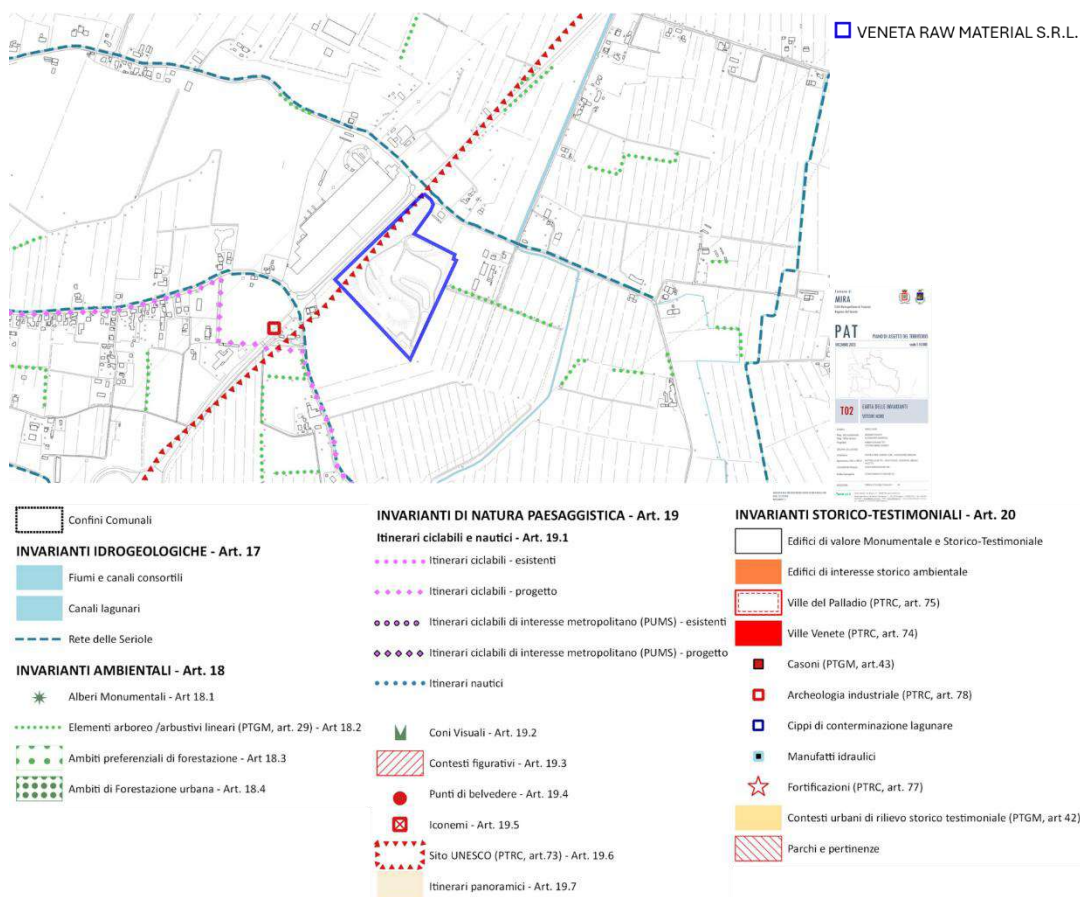 VENETA RAW MATERIAL S.R.L.
MIRA
PAT
PIANO DI ASSETTO DEL TERRITORIO
T02
CARTA DELLE INVARIANTI
Confini Comunali
INVARIANTI IDROGEOLOGICHE - Art. 17
Fiumi e canali consortili
Canali lagunari
Rete delle Seriole
INVARIANTI AMBIENTALI - Art. 18
Alberi Monumentali - Art 18.1
Elementi arboreo /arbustivi lineari (PTGM, art. 29) - Art 18.2
Ambiti preferenziali di forestazione - Art 18.3
Ambiti di Forestazione urbana - Art. 18.4
INVARIANTI DI NATURA PAESAGGISTICA - Art. 19
Itinerari ciclabili e nautici - Art. 19.1
Itinerari ciclabili - esistenti
Itinerari ciclabili - progetto
Itinerari ciclabili di interesse metropolitano (PUMS) - esistenti
Itinerari ciclabili di interesse metropolitano (PUMS) - progetto
Itinerari nautici
Coni Visuali - Art. 19.2
Contesti figurativi - Art. 19.3
Punti di belvedere - Art. 19.4
Iconemi - Art. 19.5
Sito UNESCO (PTRC, art.73) - Art. 19.6
Itinerari panoramici - Art. 19.7
INVARIANTI STORICO-TESTIMONIALI - Art. 20
Edifici di valore Monumentale e Storico-Testimoniale
Edifici di interesse storico ambientale
Ville del Palladio (PTRC, art. 75)
Ville Venete (PTRC, art. 74)
Casoni (PTGM, art.43)
Archeologia industriale (PTRC, art. 78)
Cippi di conterminazione lagunare
Manufatti idraulici
Fortificazioni (PTRC, art. 77)
Contesti urbani di rilievo storico testimoniale (PTGM, art 42)
Parchi e pertinenze